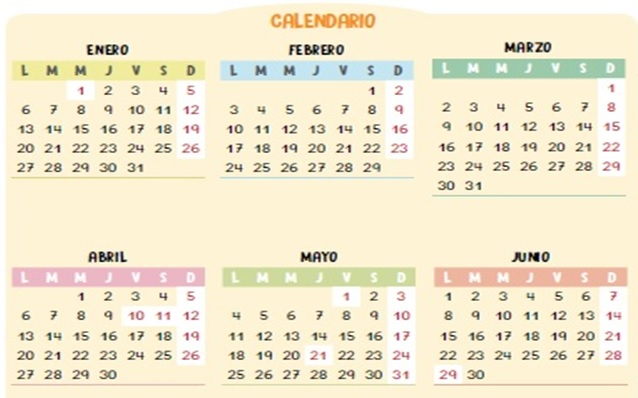 CALENDARIO
ENERO
L M M J V S D
1 2 3 4 5
6 7 8 9 10 11 12
13 14 15 16 17 18 19
20 21 22 23 24 25 26
27 28 29 30 31
FEBRERO
L M M J V S D
1 2
3 4 5 6 7 8 9
10 11 12 13 14 15 16
17 18 19 20 21 22 23
24 25 26 27 28 29
MARZO
L M M J V S D
1
2 3 4 5 6 7 8
9 10 11 12 13 14 15
16 17 18 19 20 21 22
23 24 25 26 27 28 29
30 31
ABRIL
L M M J V S D
1 2 3 4 5
6 7 8 9 10 11 12
13 14 15 16 17 18 19
20 21 22 23 24 25 26
27 28 29 30
MAYO
L M M J V S D
1 2 3
4 5 6 7 8 9 10
11 12 13 14 15 16 17
18 19 20 21 22 23 24
25 26 27 28 29 30 31
JUNIO
L M M J V S D
1 2 3 4 5 6 7
8 9 10 11 12 13 14
15 16 17 18 19 20 21
22 23 24 25 26 27 28
29 30